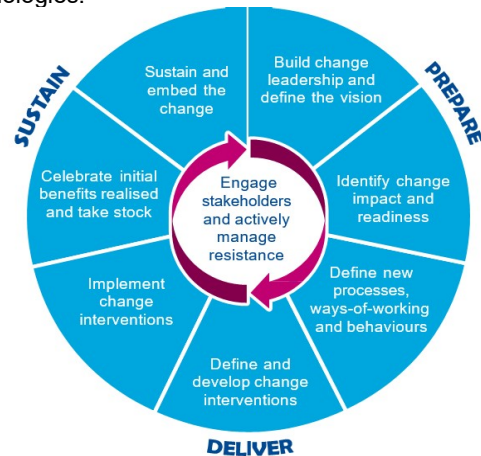 Build change
leadership and
define the vision
PREPARE
Identify change
impact and
readiness
Define new
processes,
ways-of-working
and behaviours
Define and
develop change
interventions
DELIVER
Implement
change
interventions
Celebrate initial
benefits realised
and take stock
SUSTAIN
Sustain and
embed the
change
Engage
stakeholders
and actively
manage
resistance